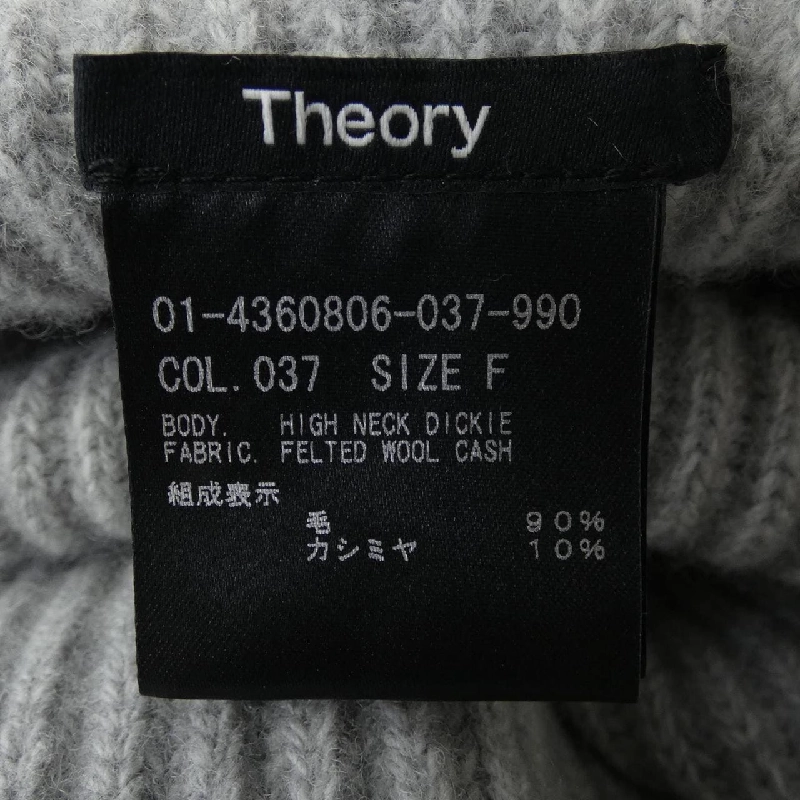 Theory
01-4360806-037-990
COL. 037 SIZE F
BODY. HIGH NECK DICKIE
FABRIC. FELTED WOOL CASH
組成表示
毛 90%
カシミヤ 10%